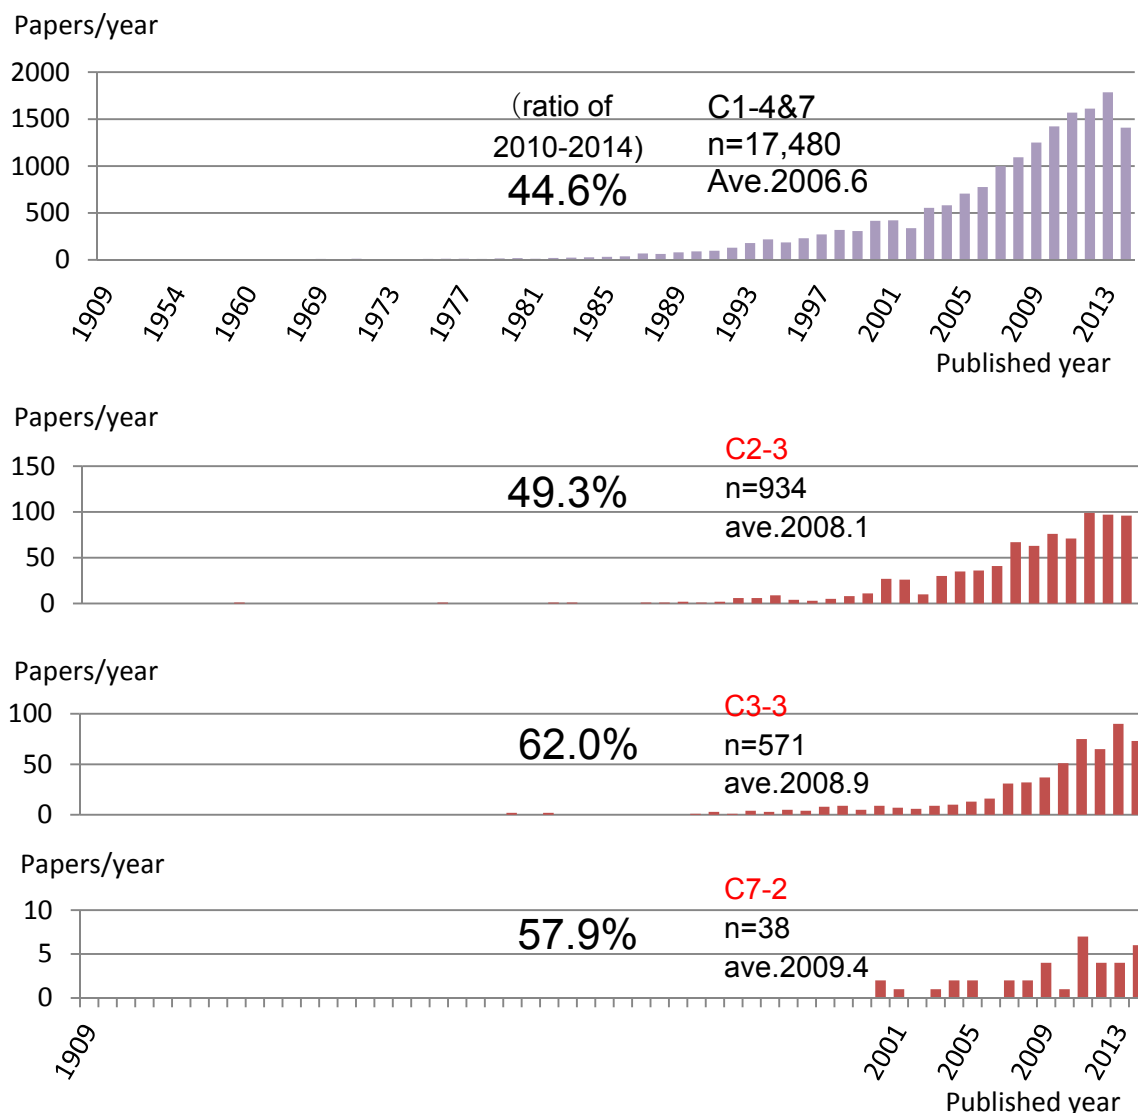 Papers/year
2000
1500
1000
500
0
（ratio of
2010-2014)
44.6%
C1-4&7
n=17,480
Ave.2006.6
1909
1954
1960
1969
1973
1977
1981
1985
1989
1993
1997
2001
2005
2009
2013
Published year
Papers/year
150
100
50
0
49.3%
C2-3
n=934
ave.2008.1
Papers/year
100
50
0
62.0%
C3-3
n=571
ave.2008.9
Papers/year
10
5
0
57.9%
C7-2
n=38
ave.2009.4
1909
2001
2005
2009
2013
Published year